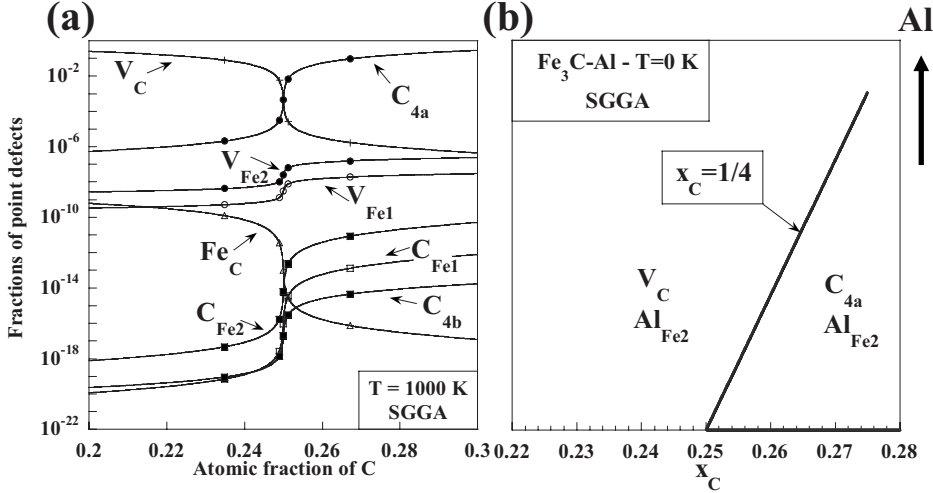 (a)
10^-2
10^-6
10^-10
10^-14
10^-18
10^-22
Fractions of point defects
V_C
C_4a
V_Fe2
V_Fe1
Fe_C
C_Fe1
C_Fe2
C_4b
T = 1000 K
SGGA
0.2 0.22 0.24 0.26 0.28 0.3
Atomic fraction of C
(b)
Al
Fe_3C-Al - T=0 K
SGGA
x_C=1/4
V_C
Al_Fe2
C_4a
Al_Fe2
0.22 0.23 0.24 0.25 0.26 0.27 0.28
x_C